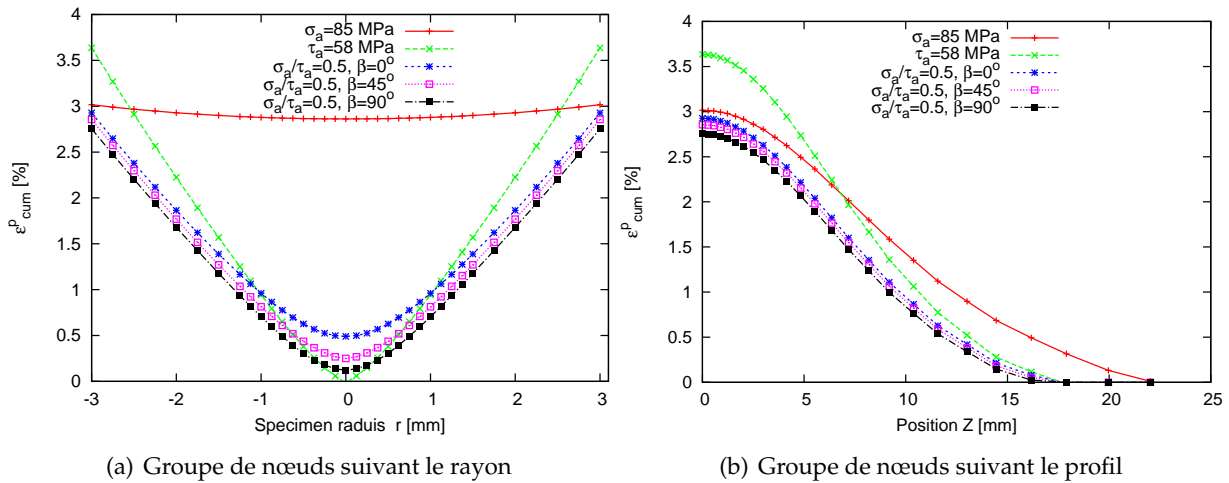 σa=85 MPa
τa=58 MPa
σa/τa=0.5, β=0°
σa/τa=0.5, β=45°
σa/τa=0.5, β=90°
4
3.5
3
2.5
2
1.5
1
0.5
0
ε^p_cum [%]
-3 -2 -1 0 1 2 3
Specimen raduis r [mm]
(a) Groupe de nœuds suivant le rayon
σa=85 MPa
τa=58 MPa
σa/τa=0.5, β=0°
σa/τa=0.5, β=45°
σa/τa=0.5, β=90°
4
3.5
3
2.5
2
1.5
1
0.5
0
ε^p_cum [%]
0 5 10 15 20 25
Position Z [mm]
(b) Groupe de nœuds suivant le profil